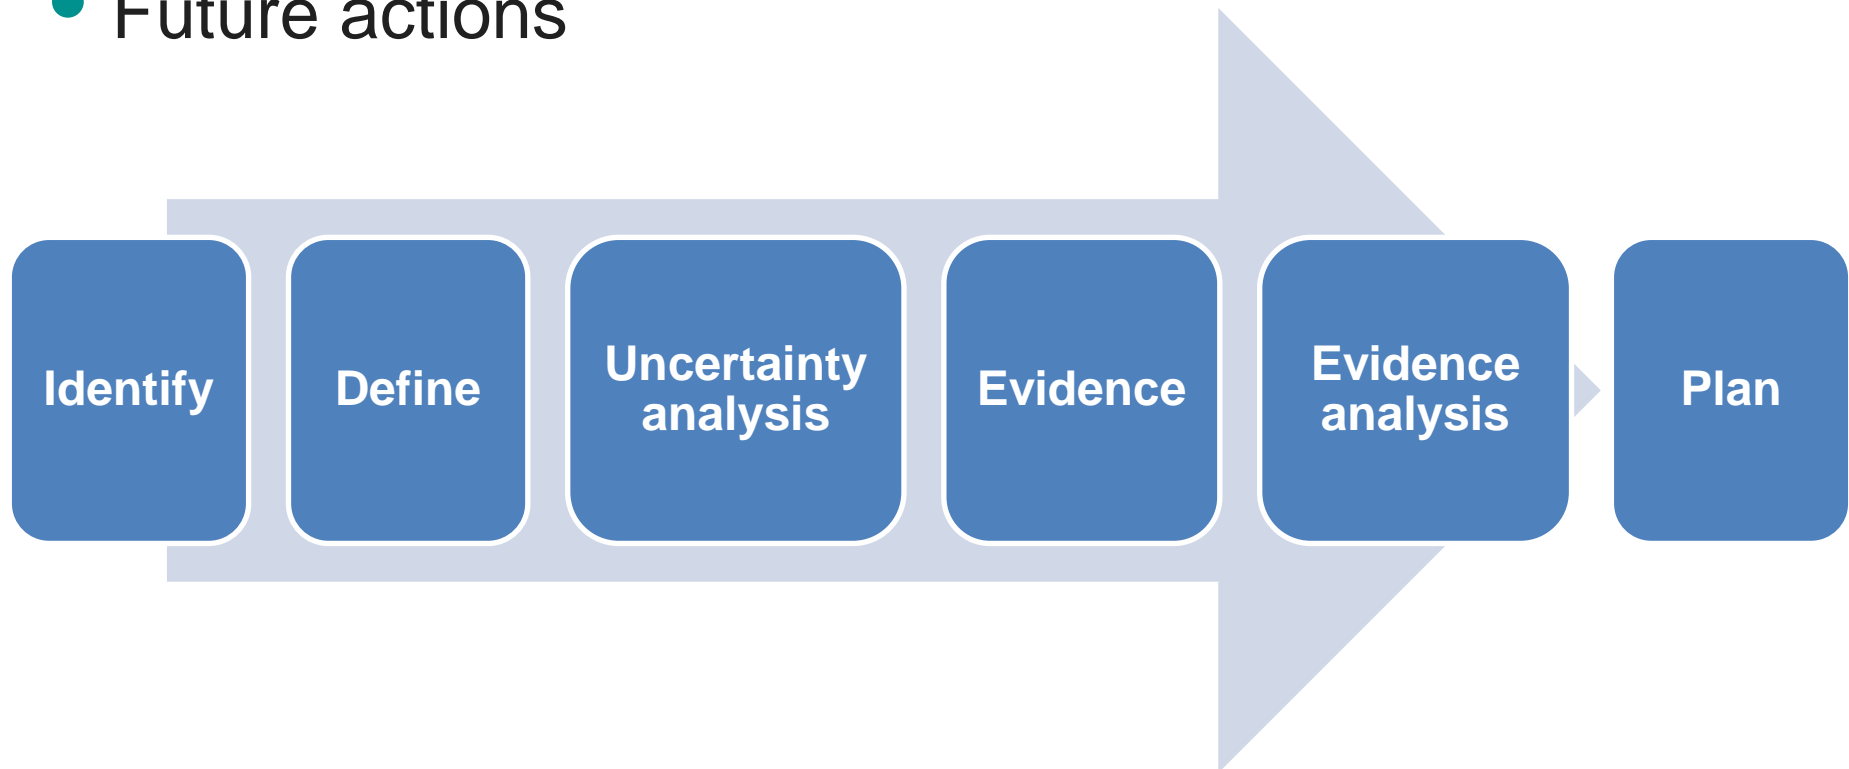 • Future actions
Identify
Define
Uncertainty
analysis
Evidence
Evidence
analysis
Plan